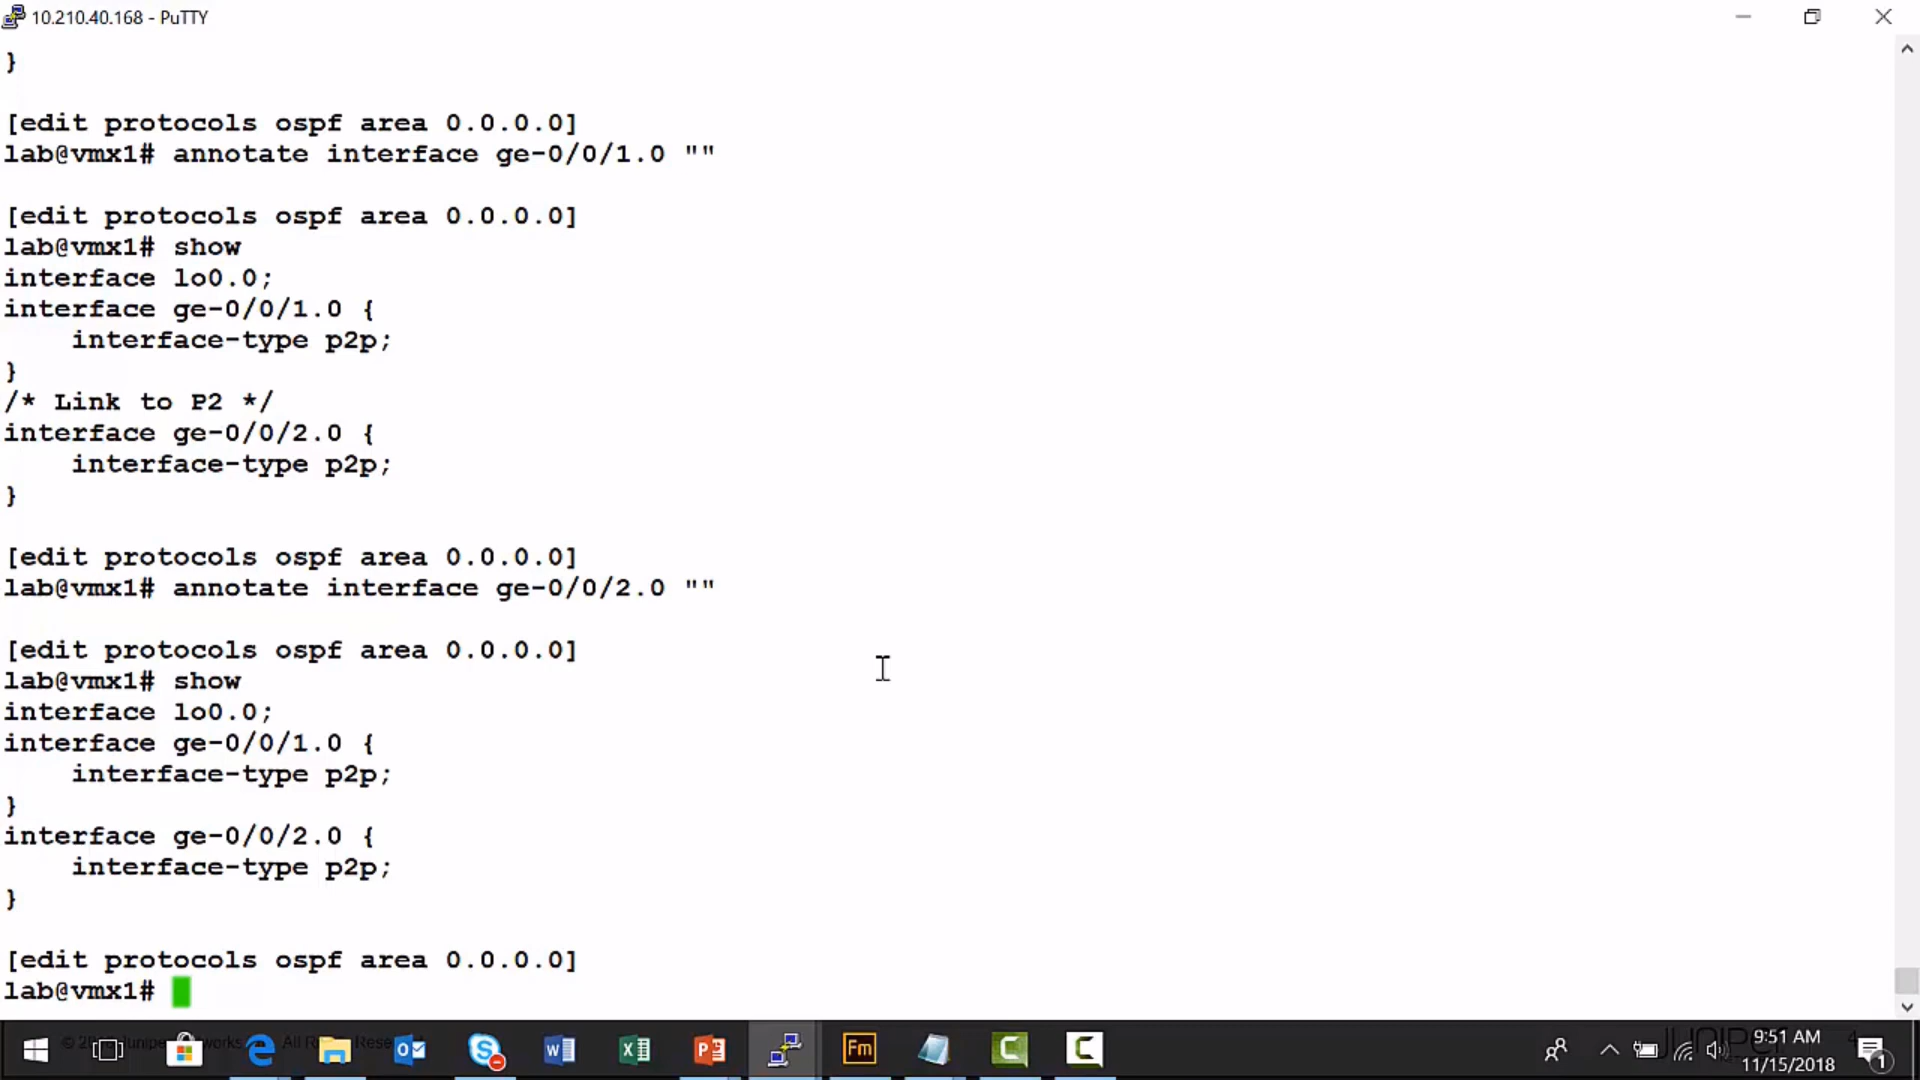 10.210.40.168 - PuTTY
}
[edit protocols ospf area 0.0.0.0]
lab@vmx1# annotate interface ge-0/0/1.0 ""
[edit protocols ospf area 0.0.0.0]
lab@vmx1# show
interface lo0.0;
interface ge-0/0/1.0 {
    interface-type p2p;
}
/* Link to P2 */
interface ge-0/0/2.0 {
    interface-type p2p;
}
[edit protocols ospf area 0.0.0.0]
lab@vmx1# annotate interface ge-0/0/2.0 ""
[edit protocols ospf area 0.0.0.0]
lab@vmx1# show
interface lo0.0;
interface ge-0/0/1.0 {
    interface-type p2p;
}
interface ge-0/0/2.0 {
    interface-type p2p;
}
[edit protocols ospf area 0.0.0.0]
lab@vmx1#
9:51 AM
11/15/2018
1
Fm